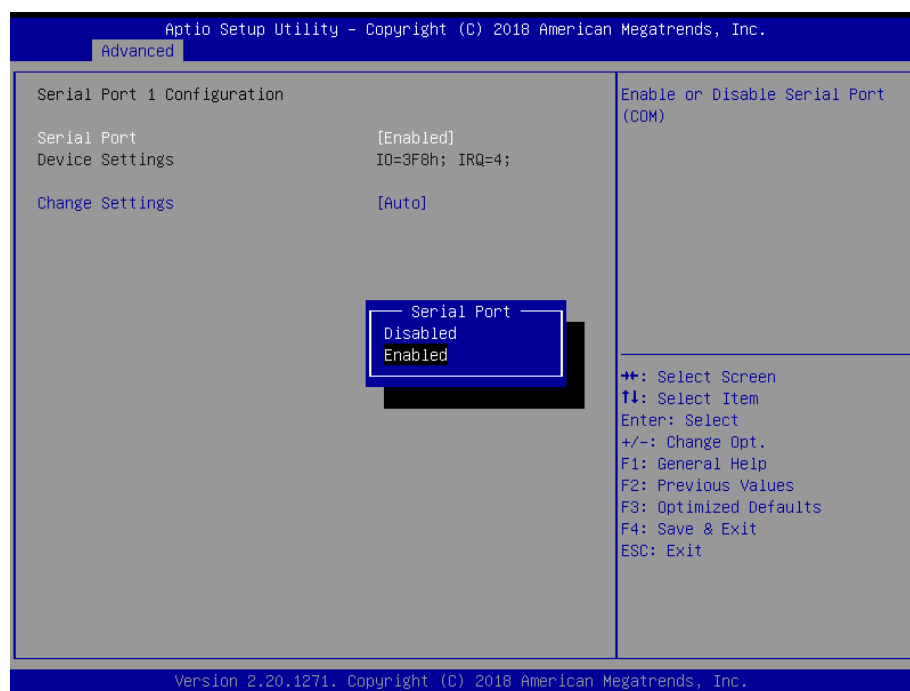 Aptio Setup Utility – Copyright (C) 2018 American Megatrends, Inc.
Advanced
Serial Port 1 Configuration
Serial Port [Enabled]
Device Settings IO=3F8h; IRQ=4;
Change Settings [Auto]
Serial Port
Disabled
Enabled
Enable or Disable Serial Port
(COM)
→←: Select Screen
↑↓: Select Item
Enter: Select
+/-: Change Opt.
F1: General Help
F2: Previous Values
F3: Optimized Defaults
F4: Save & Exit
ESC: Exit
Version 2.20.1271. Copyright (C) 2018 American Megatrends, Inc.